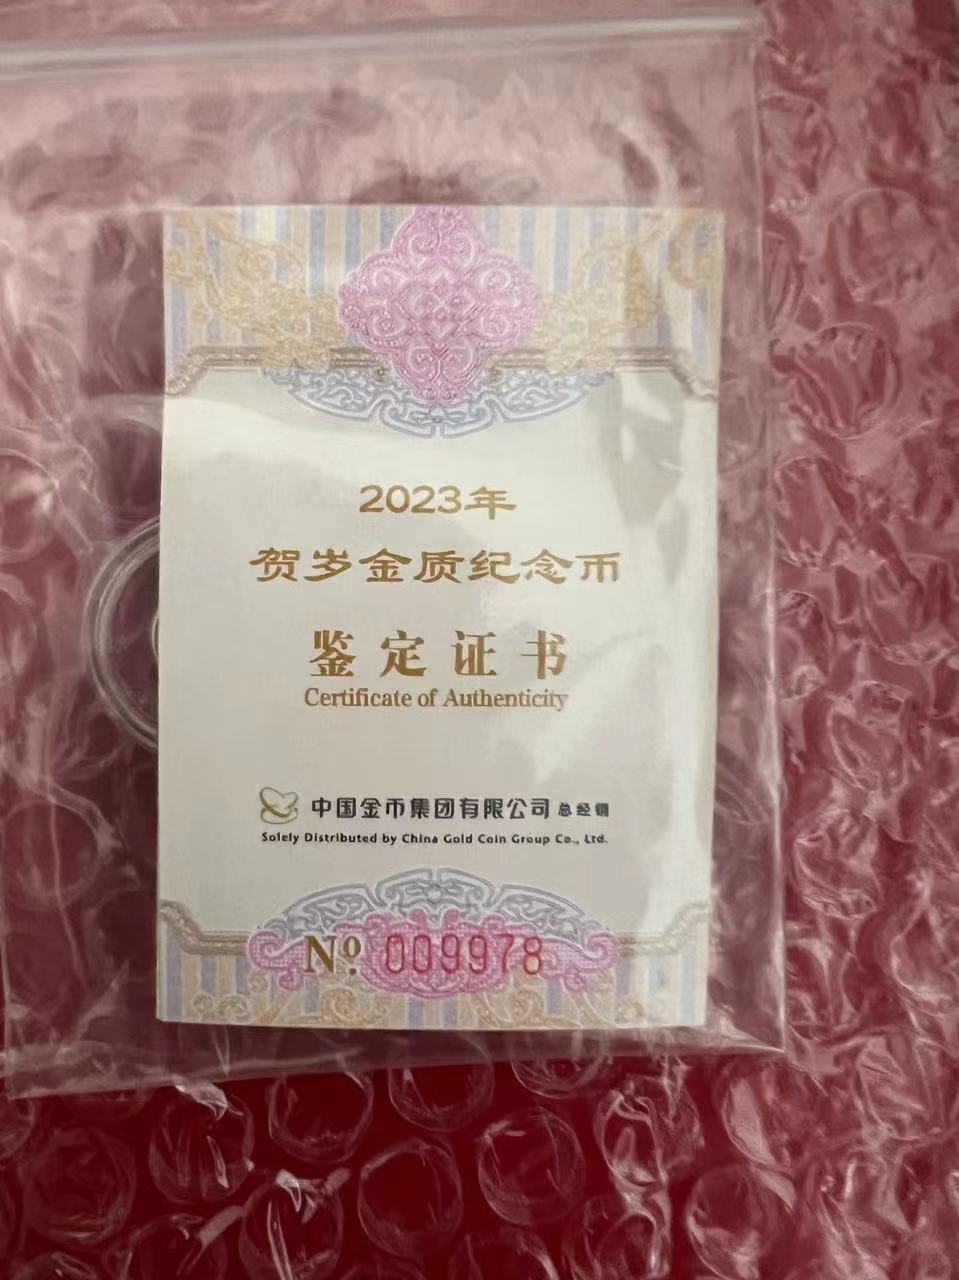 2023年
贺岁金质纪念币
鉴定证书
Certificate of Authenticity
中国金币集团有限公司 总经销
Solely Distributed by China Gold Coin Group Co., Ltd.
Nº. 009978